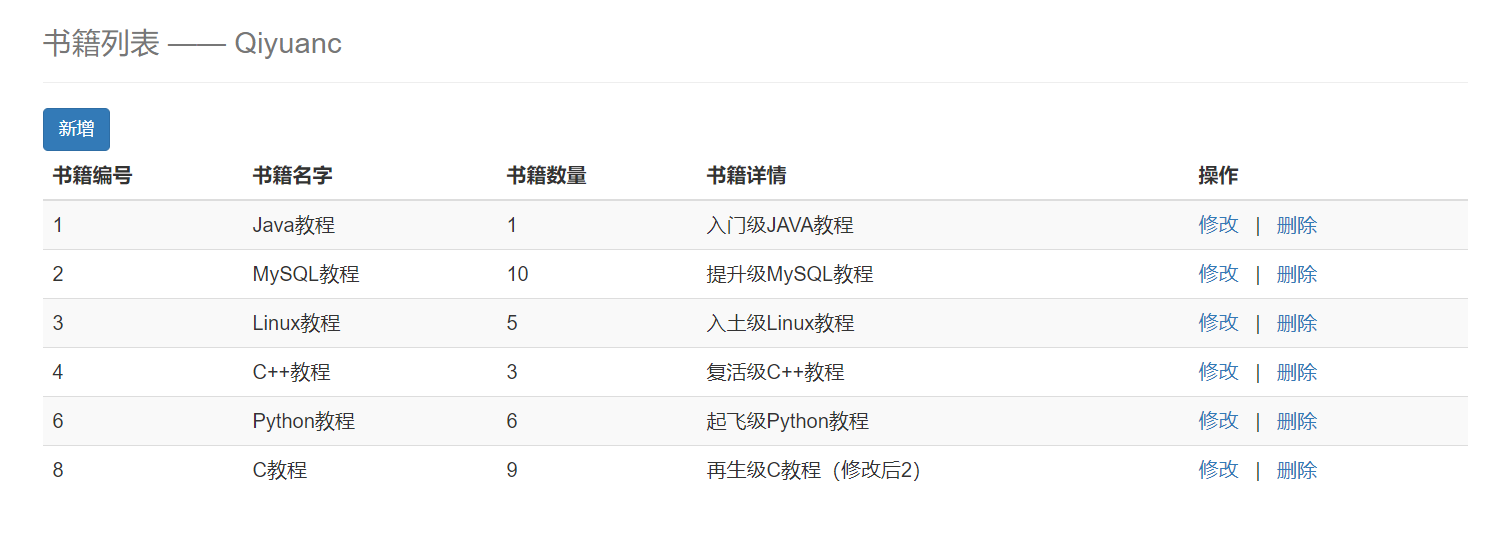 书籍列表 —— Qiyuanc
新增
书籍编号 书籍名字 书籍数量 书籍详情 操作
1 Java教程 1 入门级JAVA教程 修改 | 删除
2 MySQL教程 10 提升级MySQL教程 修改 | 删除
3 Linux教程 5 入土级Linux教程 修改 | 删除
4 C++教程 3 复活级C++教程 修改 | 删除
6 Python教程 6 起飞级Python教程 修改 | 删除
8 C教程 9 再生级C教程（修改后2） 修改 | 删除